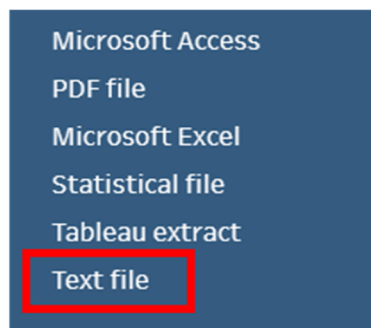 Microsoft Access
PDF file
Microsoft Excel
Statistical file
Tableau extract
Text file